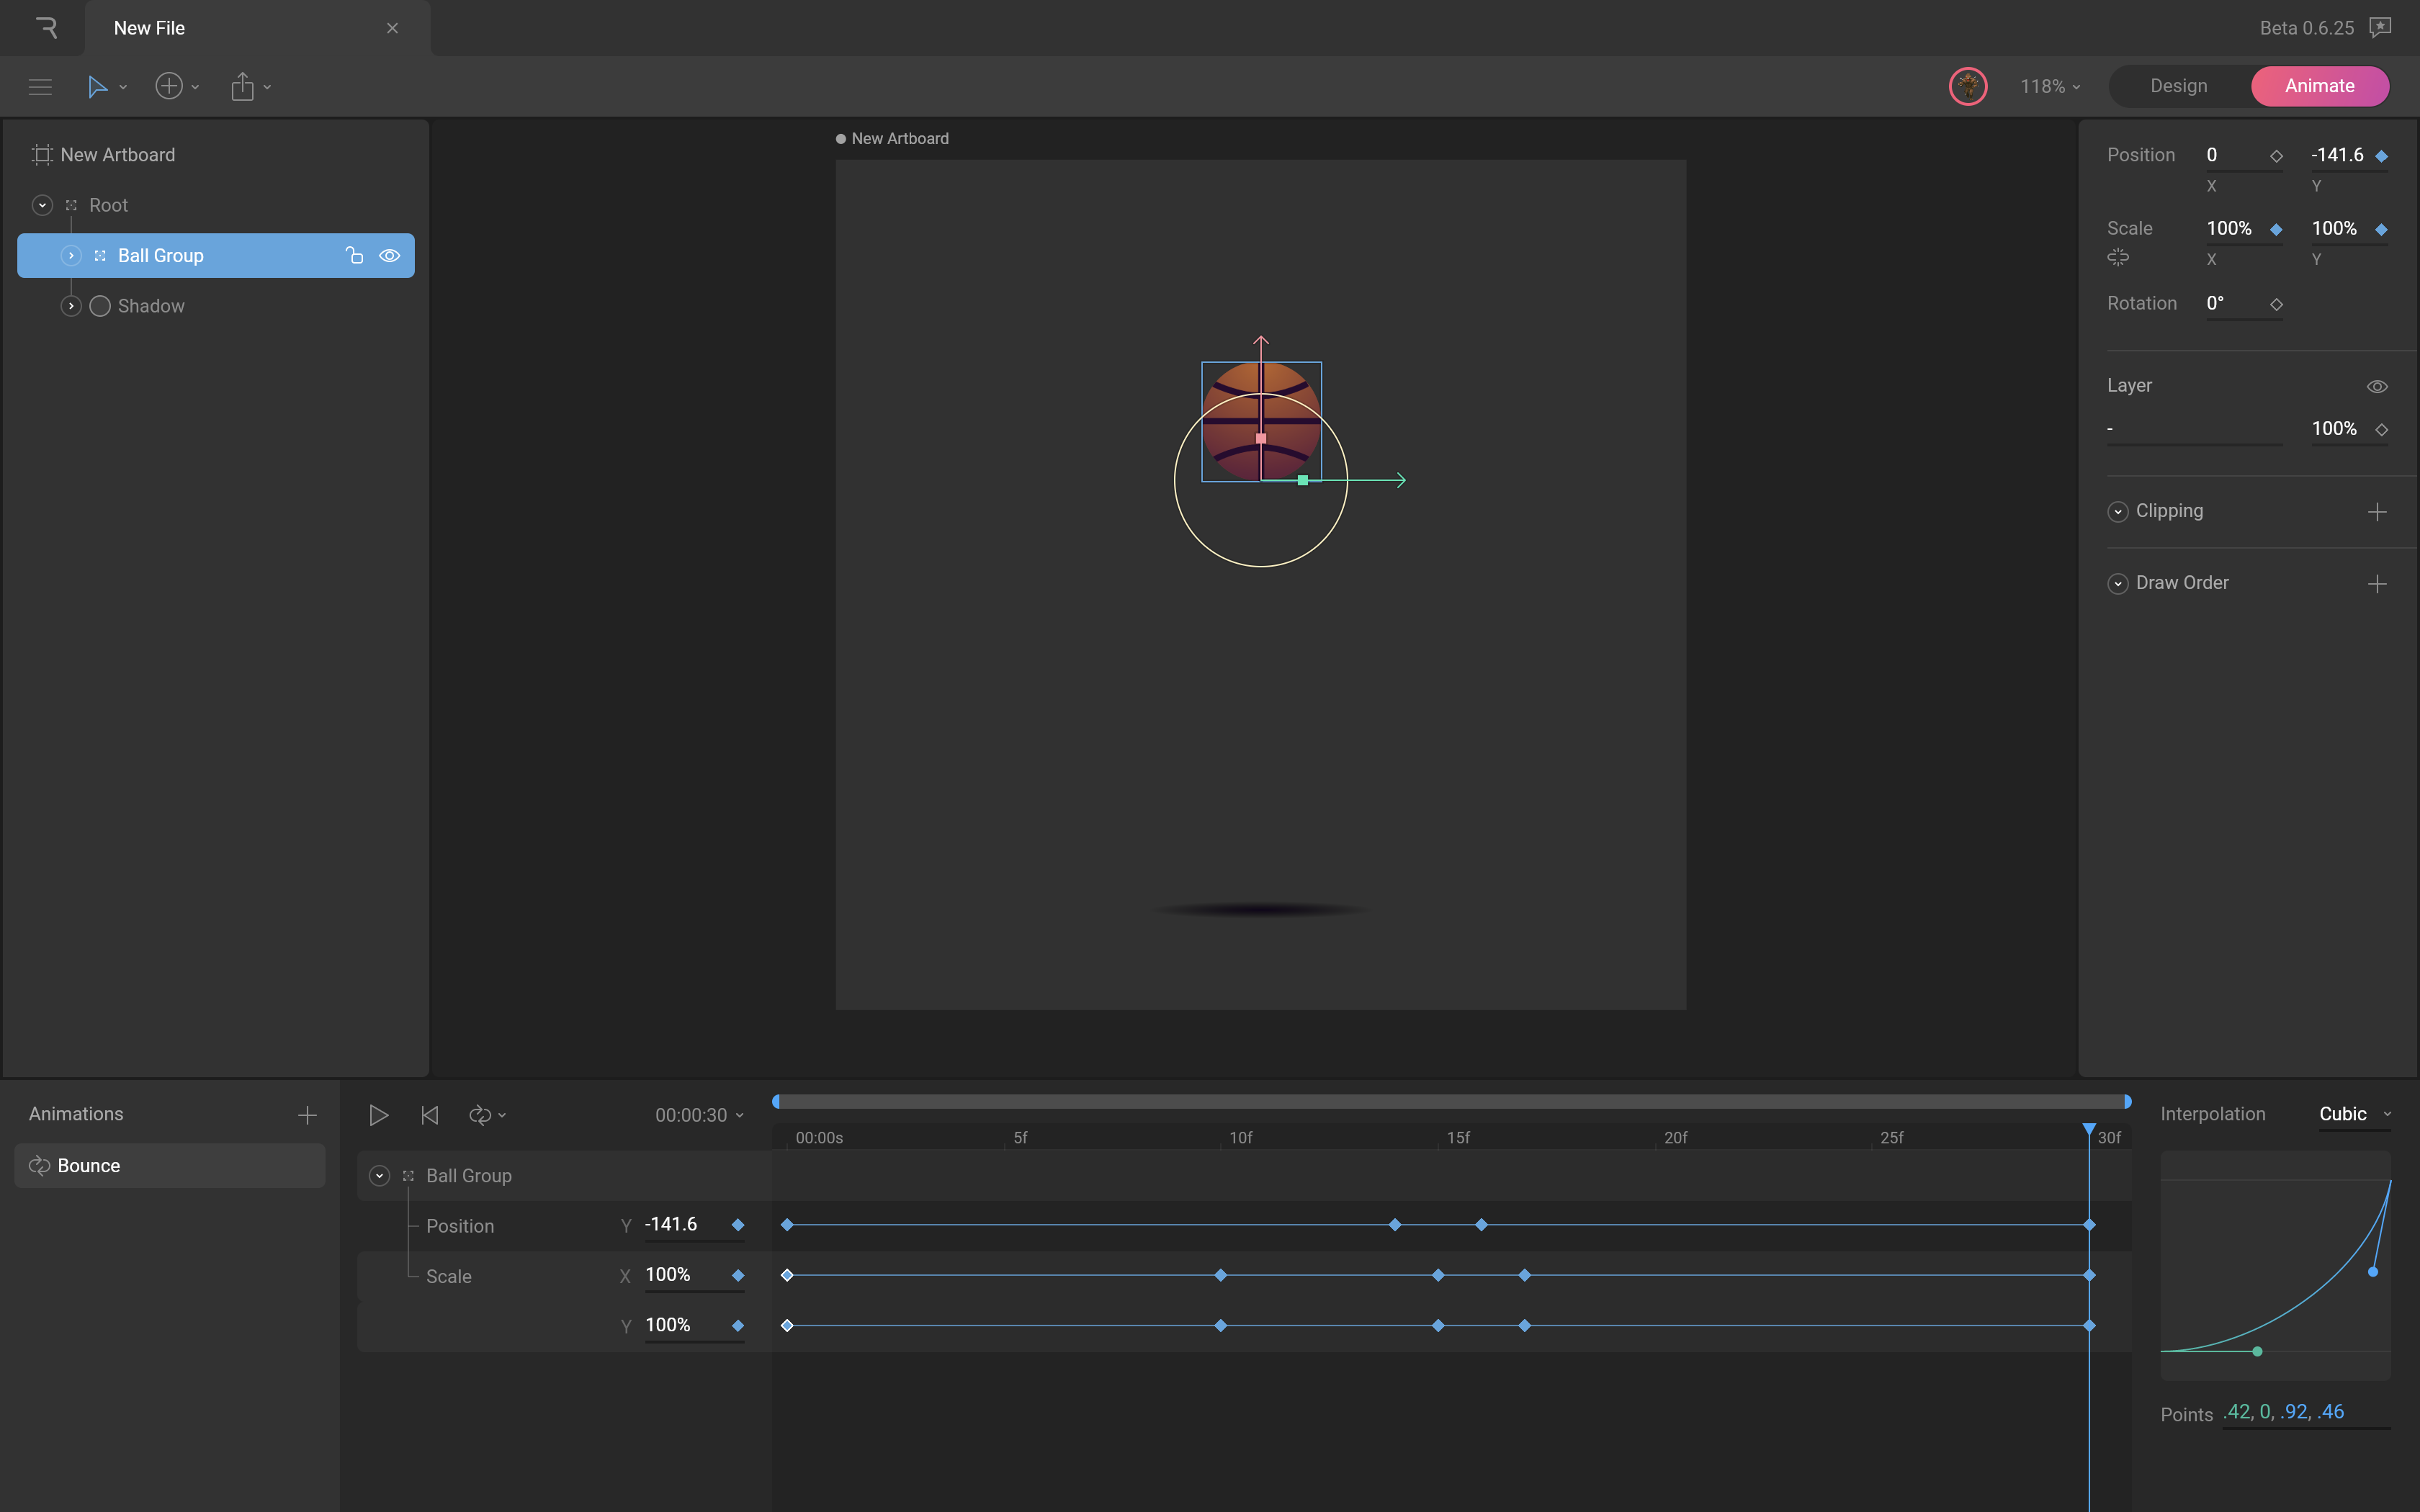 New File
Beta 0.6.25
118%
Design
Animate
New Artboard
Root
Ball Group
Shadow
New Artboard
Position 0 -141.6
X Y
Scale 100% 100%
X Y
Rotation 0°
Layer
- 100%
Clipping
Draw Order
Animations
Bounce
00:00:30
00:00s 5f 10f 15f 20f 25f 30f
Ball Group
Position Y -141.6
Scale X 100%
Y 100%
Interpolation Cubic
Points .42, 0, .92, .46